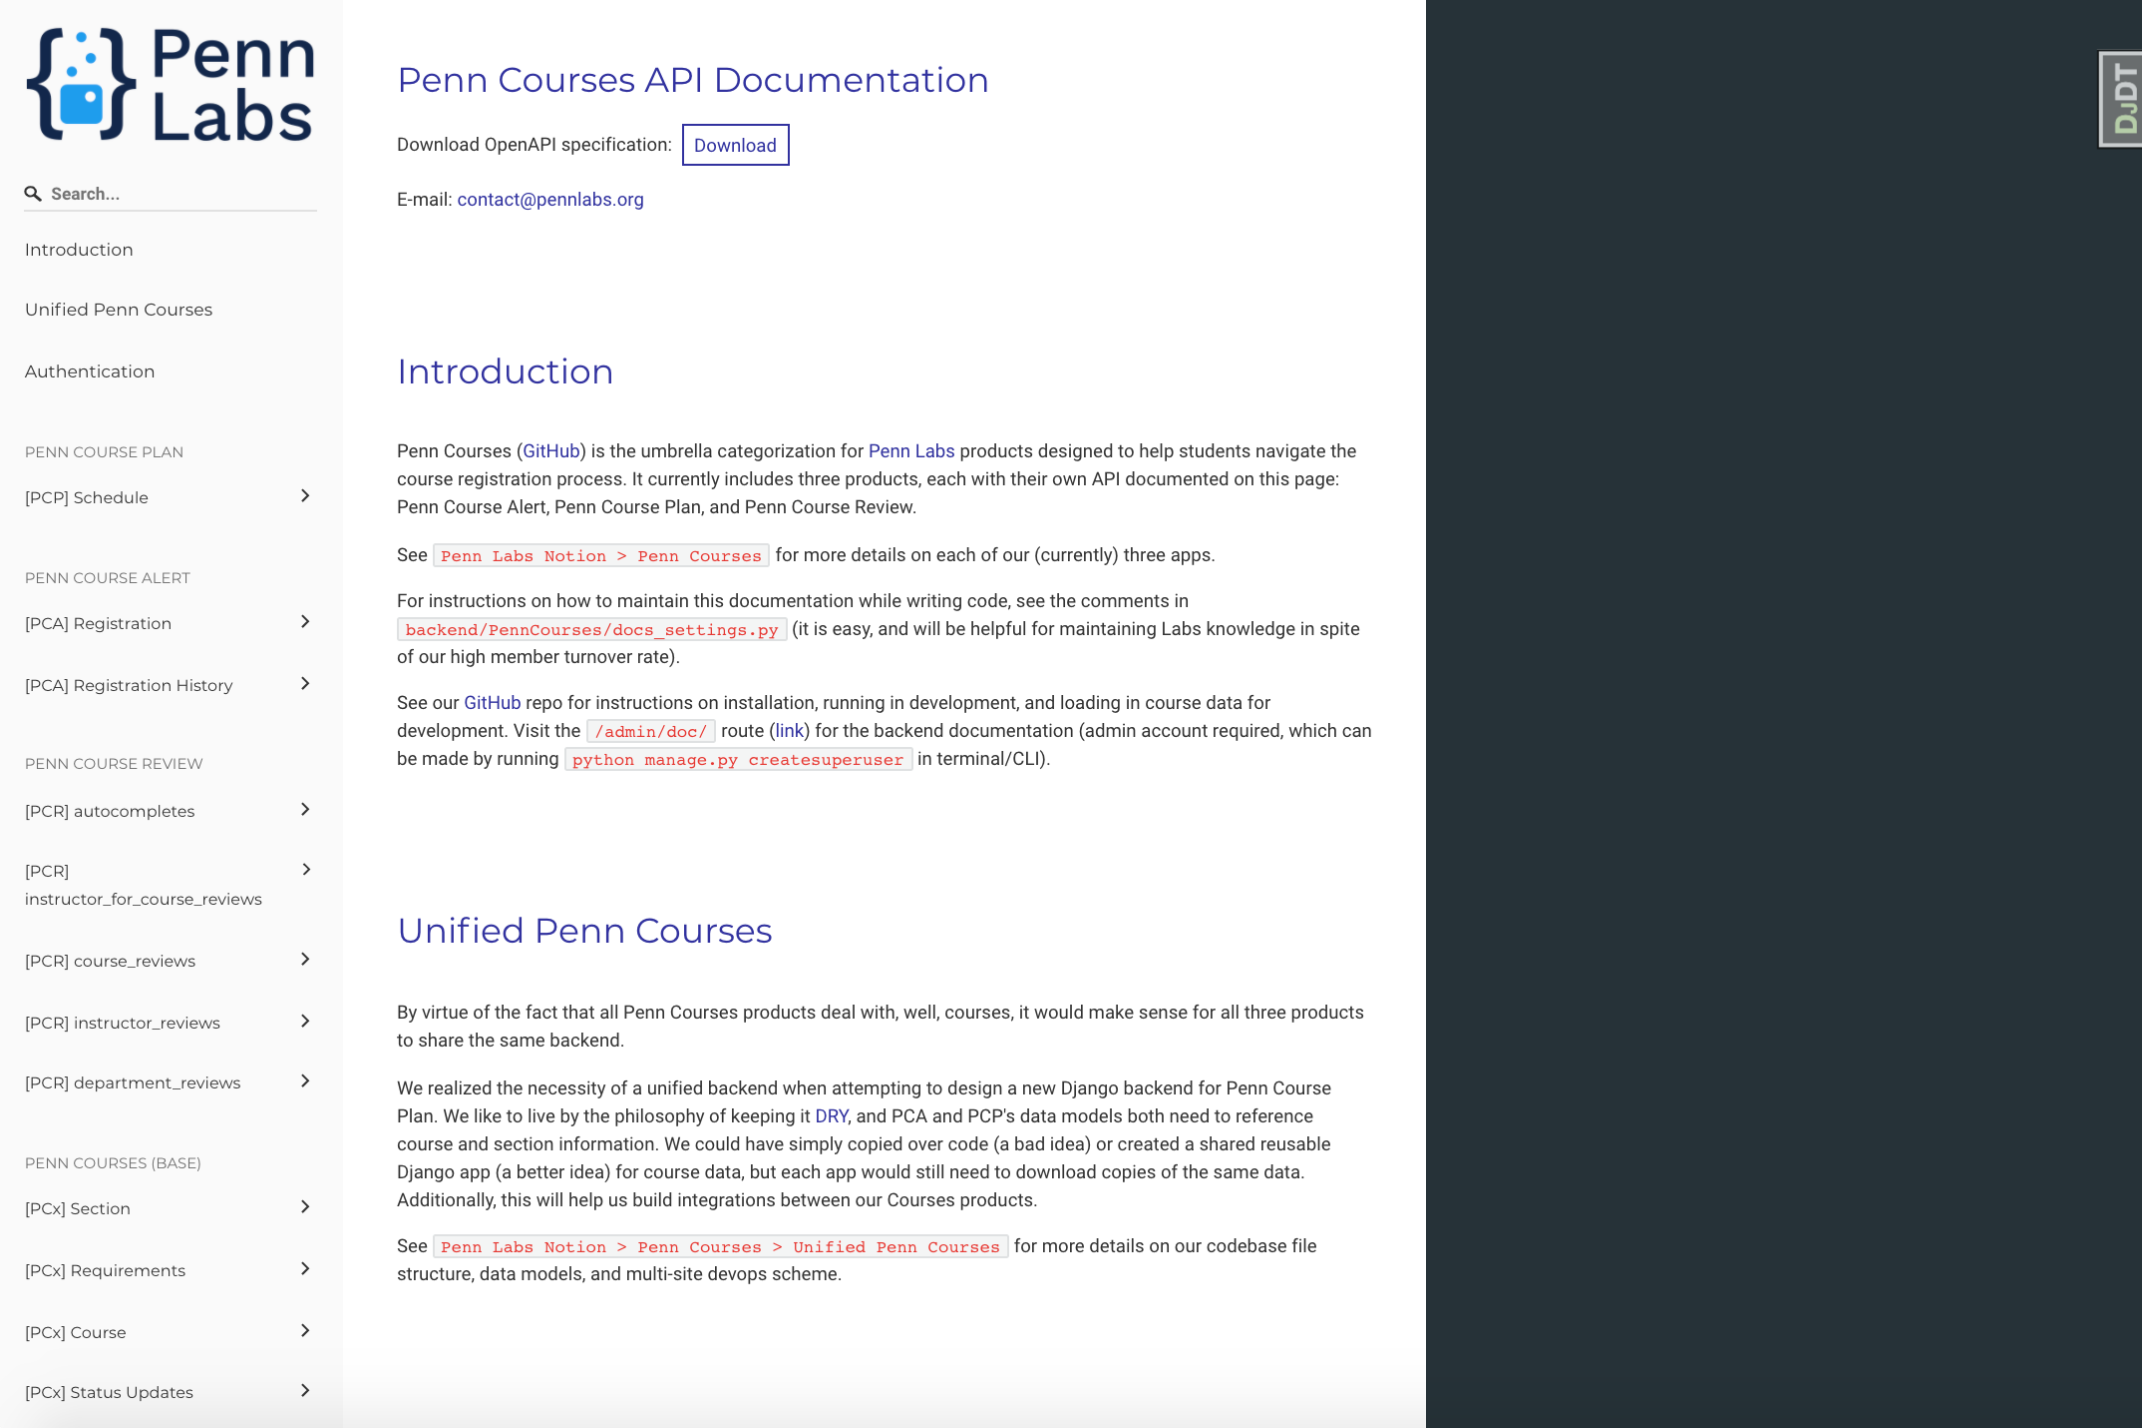 Penn
Labs
Search...
Introduction
Unified Penn Courses
Authentication
PENN COURSE PLAN
[PCP] Schedule
PENN COURSE ALERT
[PCA] Registration
[PCA] Registration History
PENN COURSE REVIEW
[PCR] autocompletes
[PCR]
instructor_for_course_reviews
[PCR] course_reviews
[PCR] instructor_reviews
[PCR] department_reviews
PENN COURSES (BASE)
[PCx] Section
[PCx] Requirements
[PCx] Course
[PCx] Status Updates
Penn Courses API Documentation
Download OpenAPI specification: Download
E-mail: contact@pennlabs.org
Introduction
Penn Courses (GitHub) is the umbrella categorization for Penn Labs products designed to help students navigate the
course registration process. It currently includes three products, each with their own API documented on this page:
Penn Course Alert, Penn Course Plan, and Penn Course Review.
See Penn Labs Notion > Penn Courses for more details on each of our (currently) three apps.
For instructions on how to maintain this documentation while writing code, see the comments in
backend/PennCourses/docs_settings.py (it is easy, and will be helpful for maintaining Labs knowledge in spite
of our high member turnover rate).
See our GitHub repo for instructions on installation, running in development, and loading in course data for
development. Visit the /admin/doc/ route (link) for the backend documentation (admin account required, which can
be made by running python manage.py createsuperuser in terminal/CLI).
Unified Penn Courses
By virtue of the fact that all Penn Courses products deal with, well, courses, it would make sense for all three products
to share the same backend.
We realized the necessity of a unified backend when attempting to design a new Django backend for Penn Course
Plan. We like to live by the philosophy of keeping it DRY, and PCA and PCP's data models both need to reference
course and section information. We could have simply copied over code (a bad idea) or created a shared reusable
Django app (a better idea) for course data, but each app would still need to download copies of the same data.
Additionally, this will help us build integrations between our Courses products.
See Penn Labs Notion > Penn Courses > Unified Penn Courses for more details on our codebase file
structure, data models, and multi-site devops scheme.
DJDT